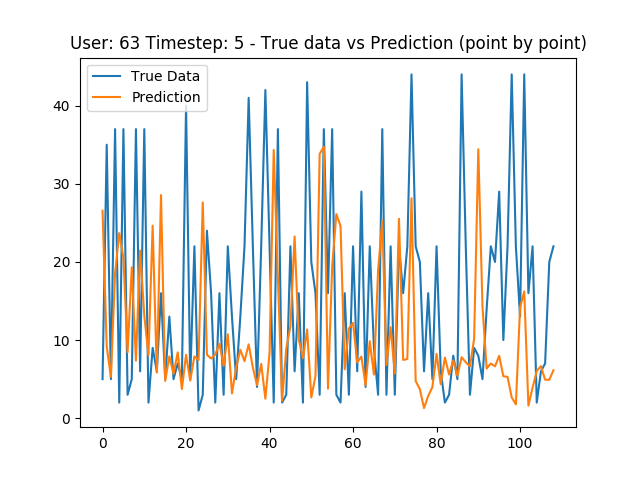 User: 63 Timestep: 5 - True data vs Prediction (point by point)
True Data
Prediction
40
30
20
10
0
0 20 40 60 80 100